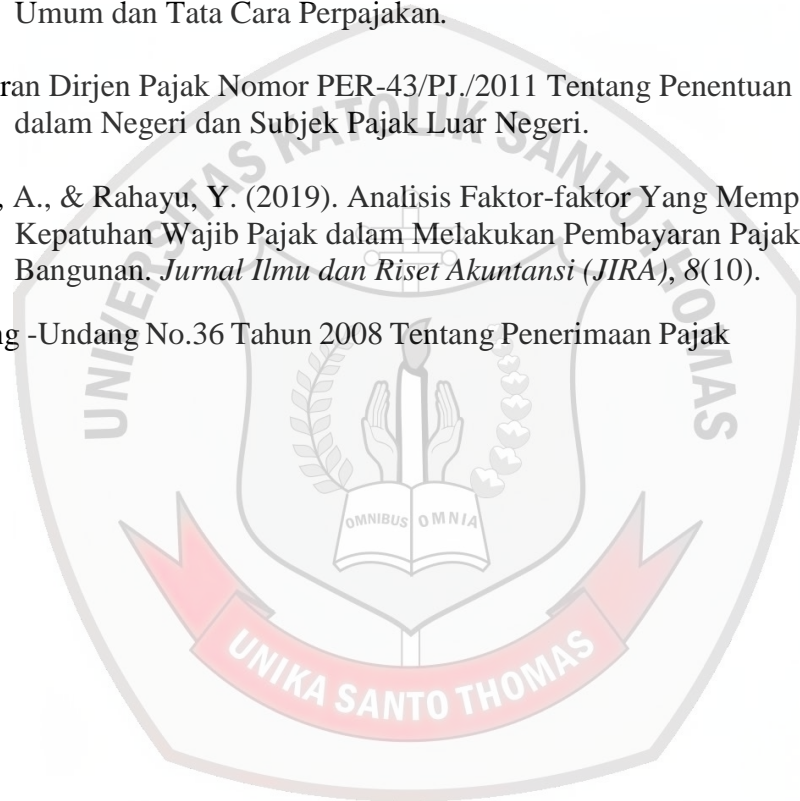 Umum dan Tata Cara Perpajakan.
ran Dirjen Pajak Nomor PER-43/PJ./2011 Tentang Penentuan
dalam Negeri dan Subjek Pajak Luar Negeri.
, A., & Rahayu, Y. (2019). Analisis Faktor-faktor Yang Memp
Kepatuhan Wajib Pajak dalam Melakukan Pembayaran Pajak
Bangunan. Jurnal Ilmu dan Riset Akuntansi (JIRA), 8(10).
ng -Undang No.36 Tahun 2008 Tentang Penerimaan Pajak
UNIVERSITAS KATOLIK SANTO THOMAS
OMNIBUS OMNIA
UNIKA SANTO THOMAS